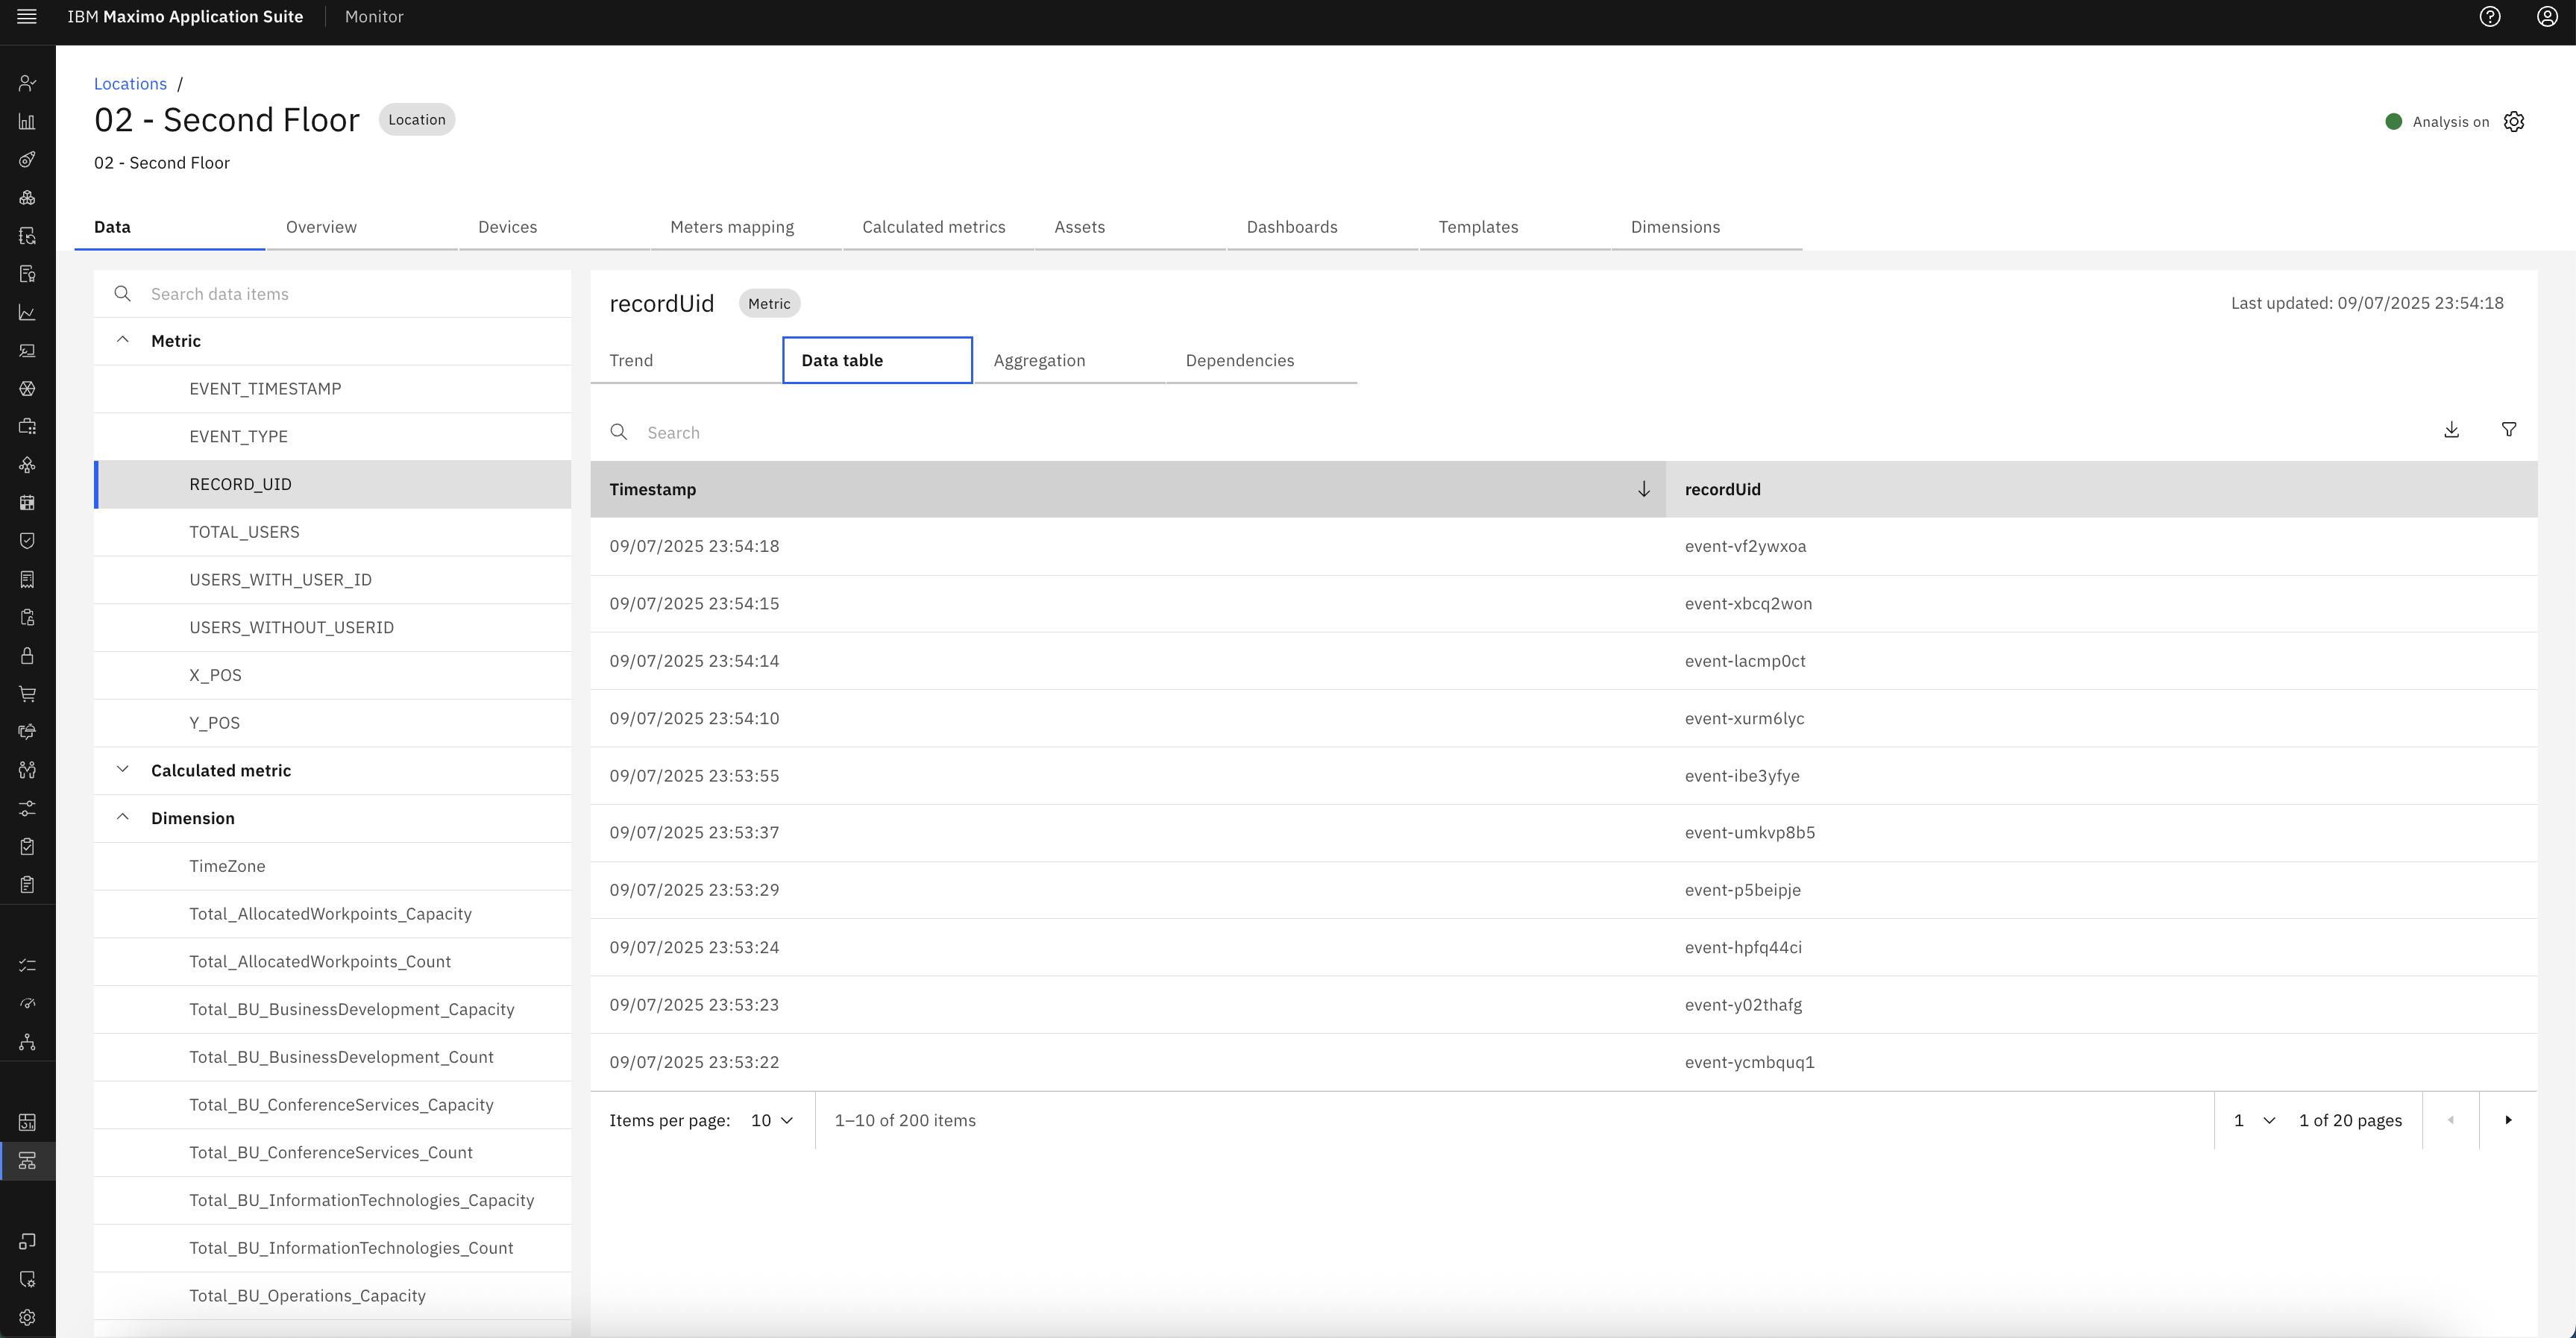 IBM Maximo Application Suite Monitor
Locations /
02 - Second Floor Location
Analysis on
02 - Second Floor
Data Overview Devices Meters mapping Calculated metrics Assets Dashboards Templates Dimensions
Search data items
Metric
EVENT_TIMESTAMP
EVENT_TYPE
RECORD_UID
TOTAL_USERS
USERS_WITH_USER_ID
USERS_WITHOUT_USERID
X_POS
Y_POS
Calculated metric
Dimension
TimeZone
Total_AllocatedWorkpoints_Capacity
Total_AllocatedWorkpoints_Count
Total_BU_BusinessDevelopment_Capacity
Total_BU_BusinessDevelopment_Count
Total_BU_ConferenceServices_Capacity
Total_BU_ConferenceServices_Count
Total_BU_InformationTechnologies_Capacity
Total_BU_InformationTechnologies_Count
Total_BU_Operations_Capacity
recordUid Metric
Last updated: 09/07/2025 23:54:18
Trend Data table Aggregation Dependencies
Search
Timestamp recordUid
09/07/2025 23:54:18 event-vf2ywxoa
09/07/2025 23:54:15 event-xbcq2won
09/07/2025 23:54:14 event-lacmp0ct
09/07/2025 23:54:10 event-xurm6lyc
09/07/2025 23:53:55 event-ibe3yfye
09/07/2025 23:53:37 event-umkvp8b5
09/07/2025 23:53:29 event-p5beipje
09/07/2025 23:53:24 event-hpfq44ci
09/07/2025 23:53:23 event-y02thafg
09/07/2025 23:53:22 event-ycmbquq1
Items per page: 10 1–10 of 200 items 1 1 of 20 pages